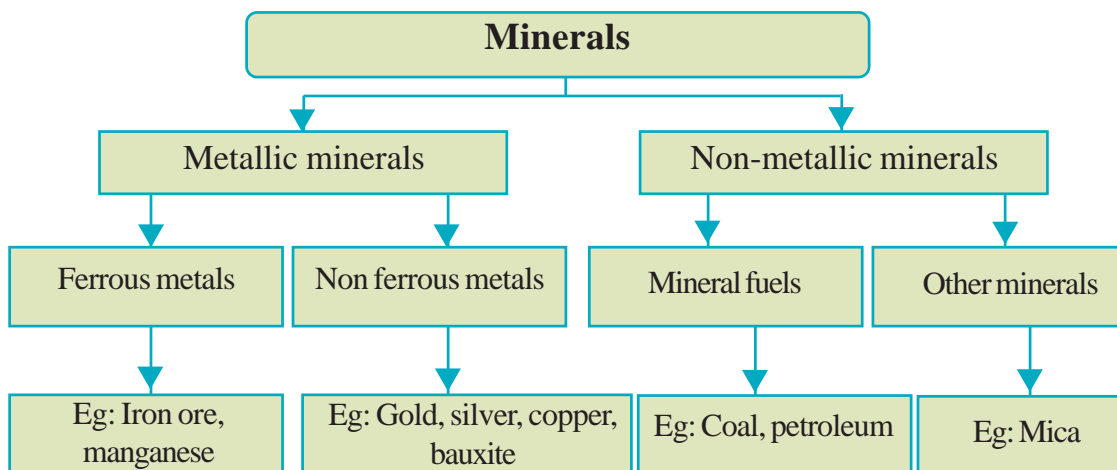 Minerals
Metallic minerals
Non-metallic minerals
Ferrous metals
Non ferrous metals
Mineral fuels
Other minerals
Eg: Iron ore,
manganese
Eg: Gold, silver, copper,
bauxite
Eg: Coal, petroleum
Eg: Mica